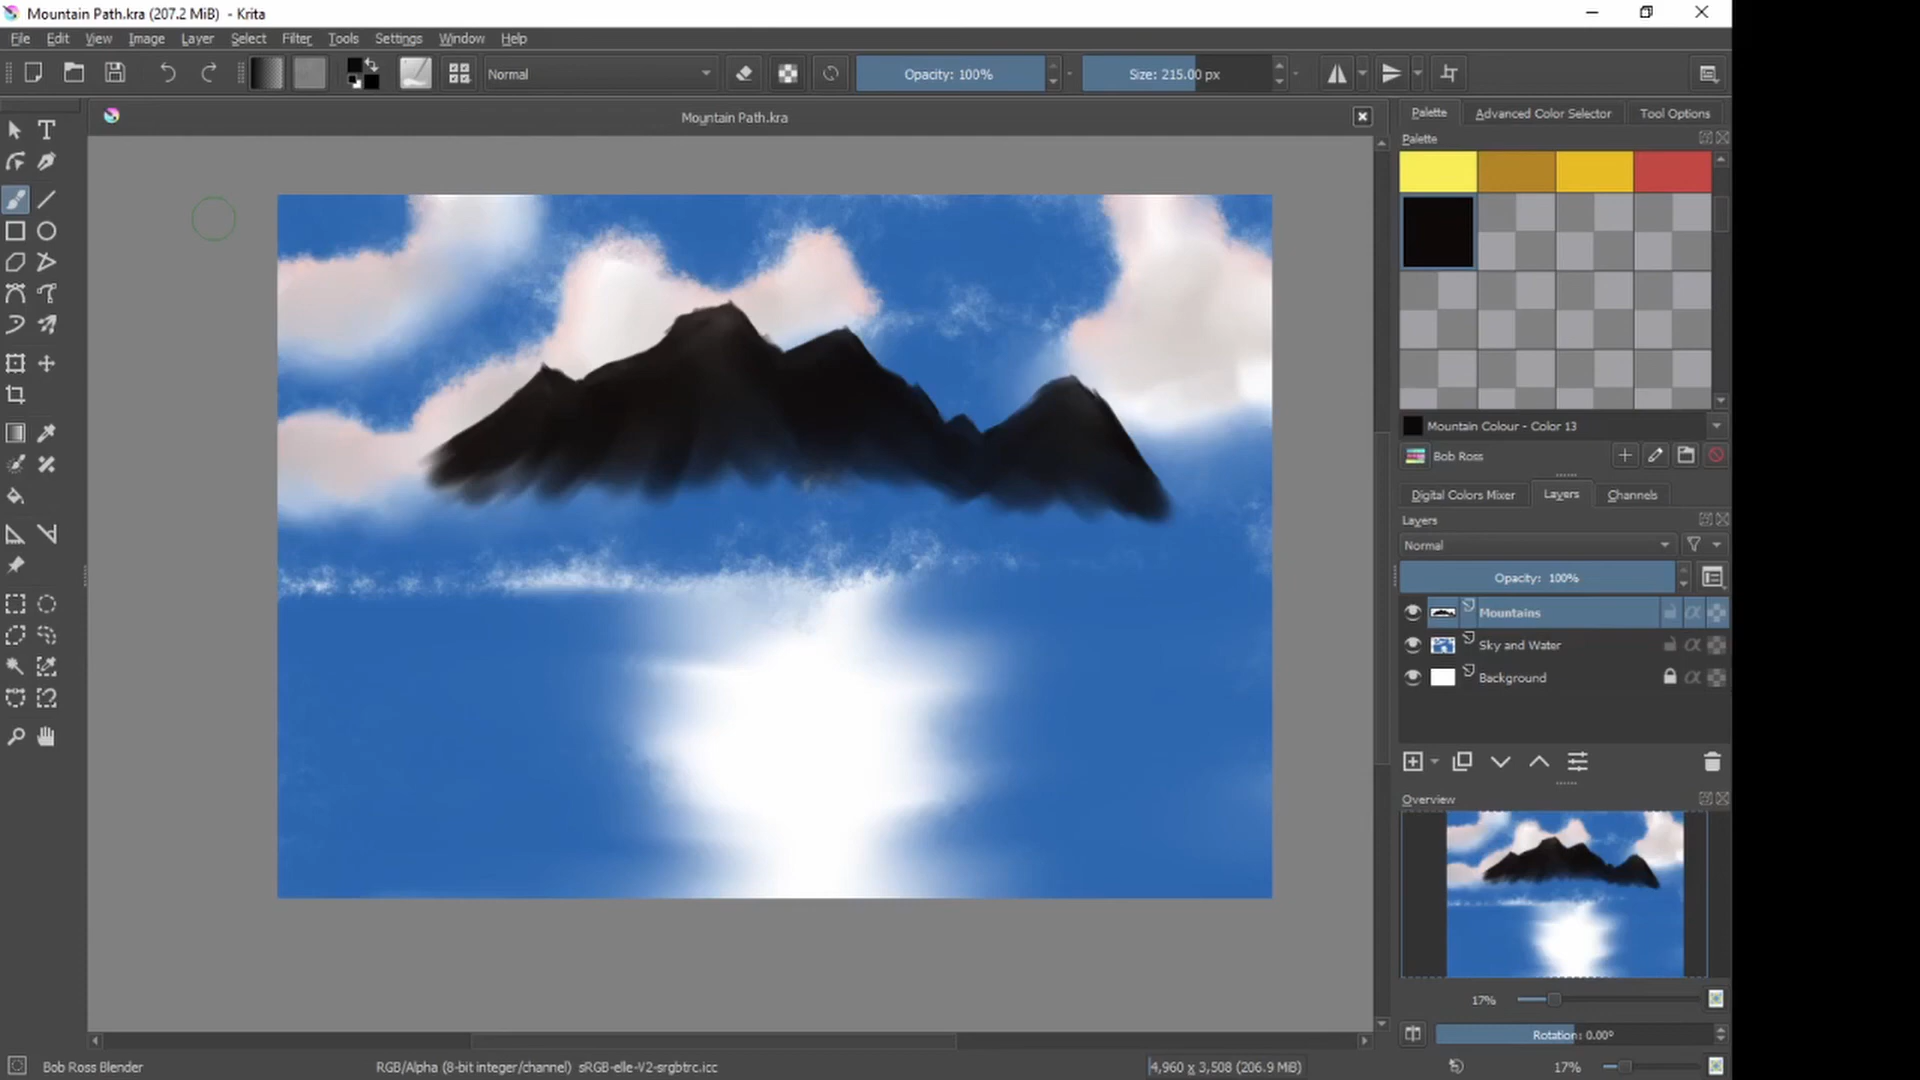 Mountain Path.kra (207.2 MiB)  - Krita
File Edit View Image Layer Select Filter Tools Settings Window Help
Normal Opacity: 100% Size: 215.00 px
Mountain Path.kra
Palette Advanced Color Selector Tool Options
Palette
Mountain Colour - Color 13
Bob Ross
Digital Colors Mixer Layers Channels
Layers
Normal
Opacity: 100%
Mountains
Sky and Water
Background
Overview
17%
Rotation: 0.00°
Bob Ross Blender RGB/Alpha (8-bit integer/channel) sRGB-elle-V2-srgbtrc.icc 4,960 x 3,508 (206.9 MiB) 17%